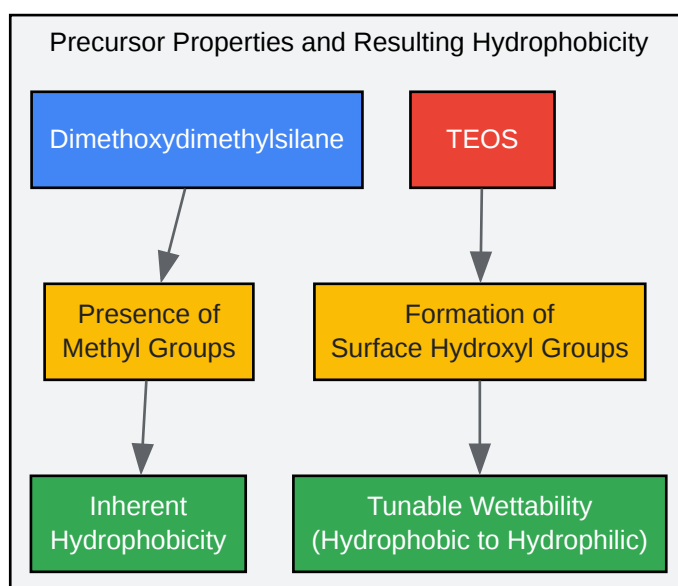 Precursor Properties and Resulting Hydrophobicity
Dimethoxydimethylsilane
TEOS
Presence of
Methyl Groups
Formation of
Surface Hydroxyl Groups
Inherent
Hydrophobicity
Tunable Wettability
(Hydrophobic to Hydrophilic)